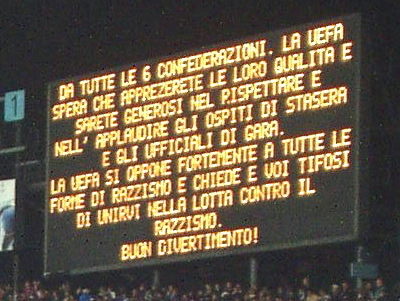 1
DA TUTTE LE 6 CONFEDERAZIONI. LA UEFA
SPERA CHE APPREZERETE LE LORO QUALITA E
SARETE GENEROSI NEL RISPETTARE E
NELL' APPLAUDIRE GLI OSPITI DI STASERA
E GLI UFFICIALI DI GARA.
LA UEFA SI OPPONE FORTEMENTE A TUTTE LE
FORME DI RAZZISMO E CHIEDE E VOI TIFOSI
DI UNIRVI NELLA LOTTA CONTRO IL
RAZZISMO.
BUON DIVERTIMENTO!